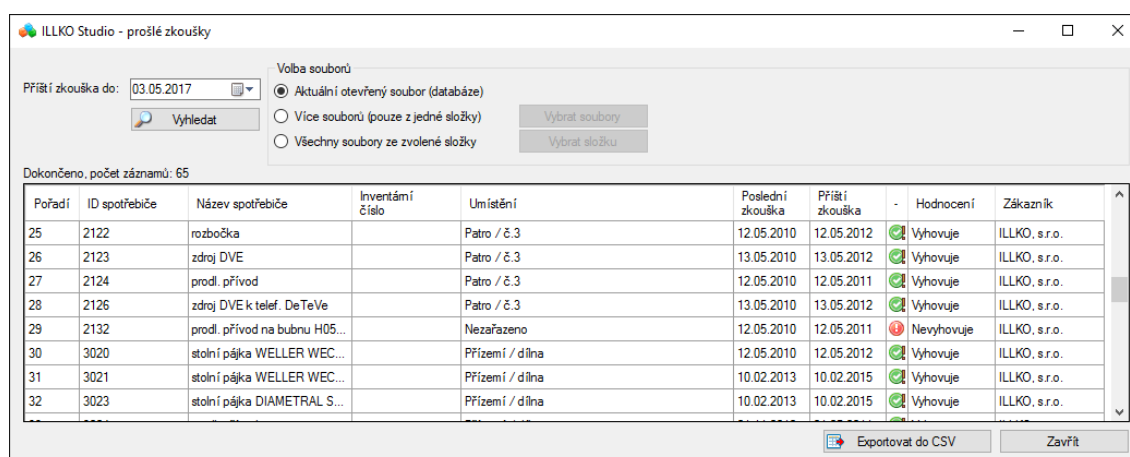 ILLKO Studio - prošlé zkoušky
Volba souborů
Příští zkouška do: 03.05.2017
Aktuální otevřený soubor (databáze)
Vyhledat
Více souborů (pouze z jedné složky) Vybrat soubory
Všechny soubory ze zvolené složky Vybrat složku
Dokončeno, počet záznamů: 65
Pořadí ID spotřebiče Název spotřebiče Inventární číslo Umístění Poslední zkouška Příští zkouška - Hodnocení Zákazník
25 2122 rozbočka Patro / č.3 12.05.2010 12.05.2012 Vyhovuje ILLKO, s.r.o.
26 2123 zdroj DVE Patro / č.3 13.05.2010 13.05.2012 Vyhovuje ILLKO, s.r.o.
27 2124 prodl. přívod Patro / č.3 12.05.2010 12.05.2011 Vyhovuje ILLKO, s.r.o.
28 2126 zdroj DVE k telef. DeTeVe Patro / č.3 13.05.2010 13.05.2012 Vyhovuje ILLKO, s.r.o.
29 2132 prodl. přívod na bubnu H05... Nezařazeno 12.05.2010 12.05.2011 Nevyhovuje ILLKO, s.r.o.
30 3020 stolní pájka WELLER WEC... Přízemí / dílna 12.05.2010 12.05.2012 Vyhovuje ILLKO, s.r.o.
31 3021 stolní pájka WELLER WEC... Přízemí / dílna 10.02.2013 10.02.2015 Vyhovuje ILLKO, s.r.o.
32 3023 stolní pájka DIAMETRAL S... Přízemí / dílna 10.02.2013 10.02.2015 Vyhovuje ILLKO, s.r.o.
Exportovat do CSV Zavřít